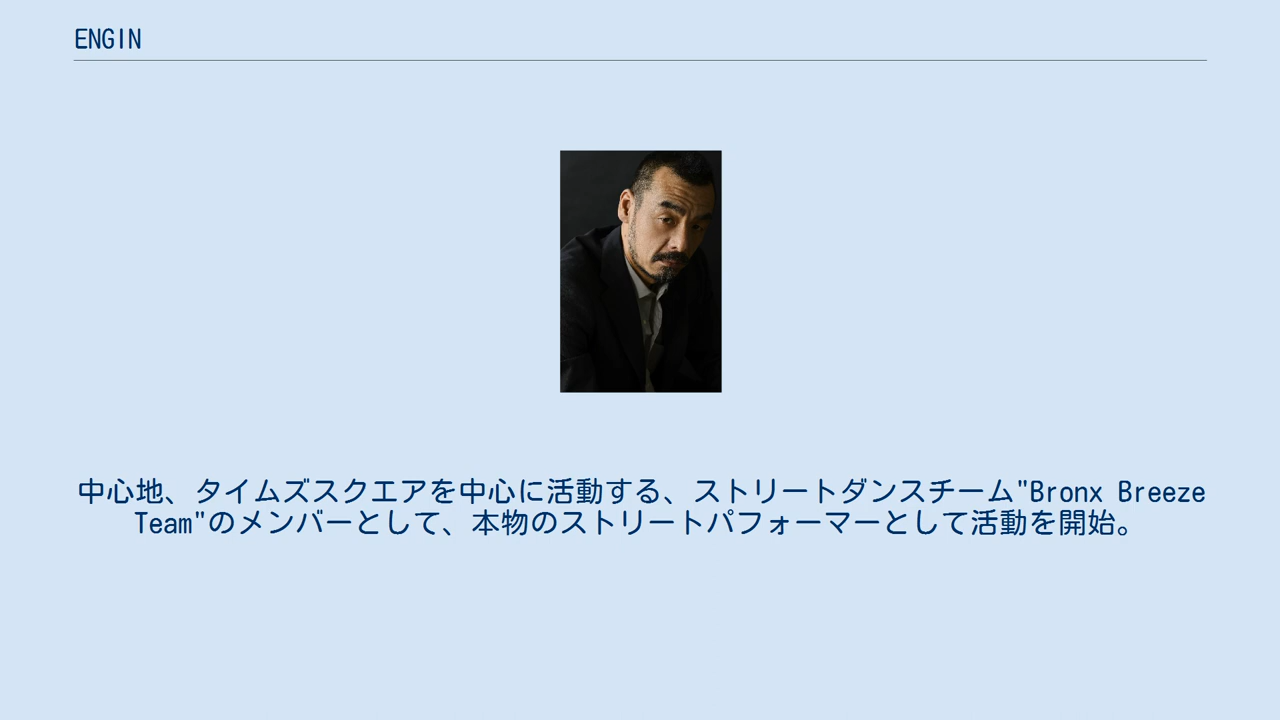 ENGIN
中心地、タイムズスクエアを中心に活動する、ストリートダンスチーム"Bronx Breeze
Team"のメンバーとして、本物のストリートパフォーマーとして活動を開始。